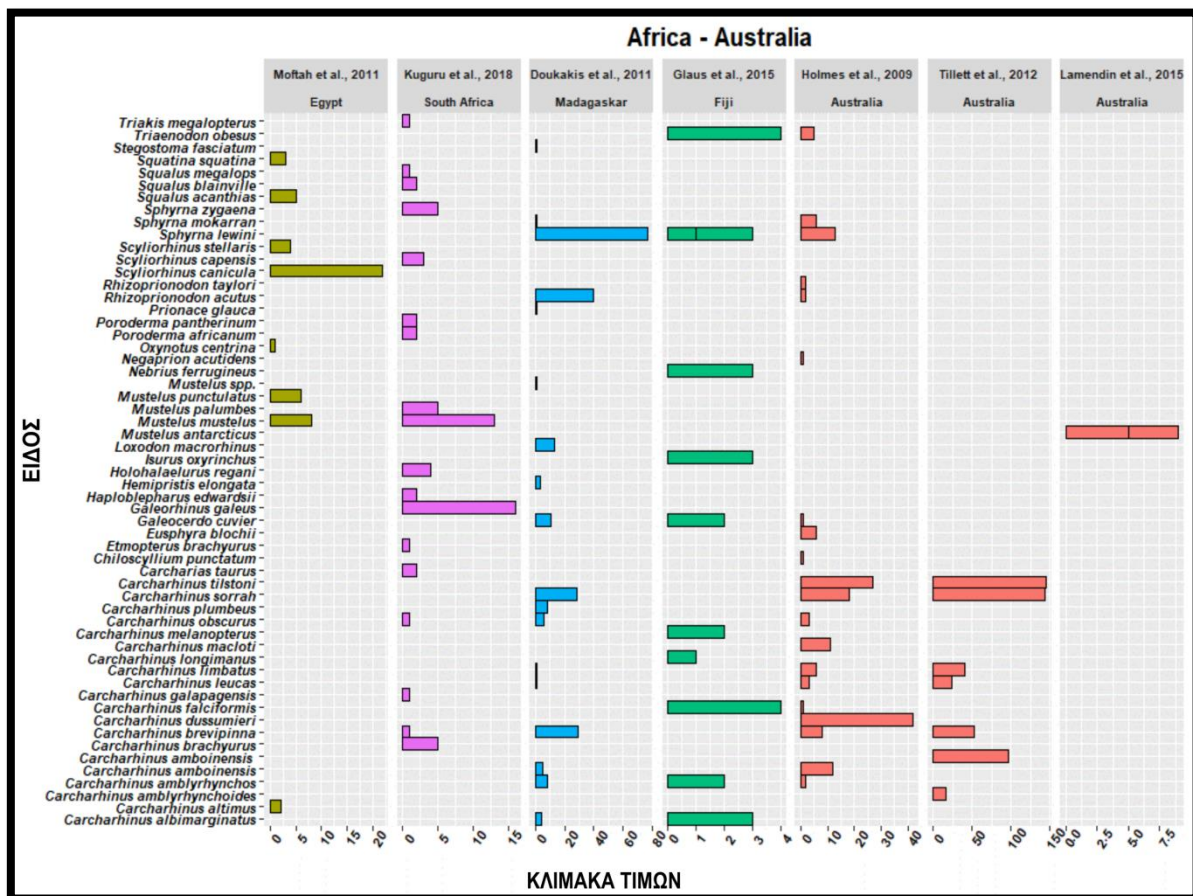 Africa - Australia
Moftah et al., 2011 Kuguru et al., 2018 Doukakis et al., 2011 Glaus et al., 2015 Holmes et al., 2009 Tillett et al., 2012 Lamendin et al., 2015
Egypt South Africa Madagaskar Fiji Australia Australia Australia
Triakis megalopterus
Triaenodon obesus
Stegostoma fasciatum
Squatina squatina
Squalus megalops
Squalus blainville
Squalus acanthias
Sphyrna zygaena
Sphyrna mokarran
Sphyrna lewini
Scyliorhinus stellaris
Scyliorhinus capensis
Scyliorhinus canicula
Rhizoprionodon taylori
Rhizoprionodon acutus
Prionace glauca
Poroderma pantherinum
Poroderma africanum
Oxynotus centrina
Negaprion acutidens
Nebrius ferrugineus
Mustelus spp.
Mustelus punctulatus
Mustelus palumbes
Mustelus mustelus
Mustelus antarcticus
Loxodon macrorhinus
Isurus oxyrinchus
Holohalaelurus regani
Hemipristis elongata
Haploblepharus edwardsii
Galeorhinus galeus
Galeocerdo cuvier
Eusphyra blochii
Etmopterus brachyurus
Chiloscyllium punctatum
Carcharias taurus
Carcharhinus tilstoni
Carcharhinus sorrah
Carcharhinus plumbeus
Carcharhinus obscurus
Carcharhinus melanopterus
Carcharhinus macloti
Carcharhinus longimanus
Carcharhinus limbatus
Carcharhinus leucas
Carcharhinus galapagensis
Carcharhinus falciformis
Carcharhinus dussumieri
Carcharhinus brevipinna
Carcharhinus brachyurus
Carcharhinus amboinensis
Carcharhinus amboinensis
Carcharhinus amblyrhynchos
Carcharhinus amblyrhynchoides
Carcharhinus altimus
Carcharhinus albimarginatus
ΕΙΔΟΣ
0 5 10 15 20 0 5 10 15 0 20 40 60 80 0 1 2 3 4 0 10 20 30 40 0 50 100 150 0.0 2.5 5.0 7.5
ΚΛΙΜΑΚΑ ΤΙΜΩΝ